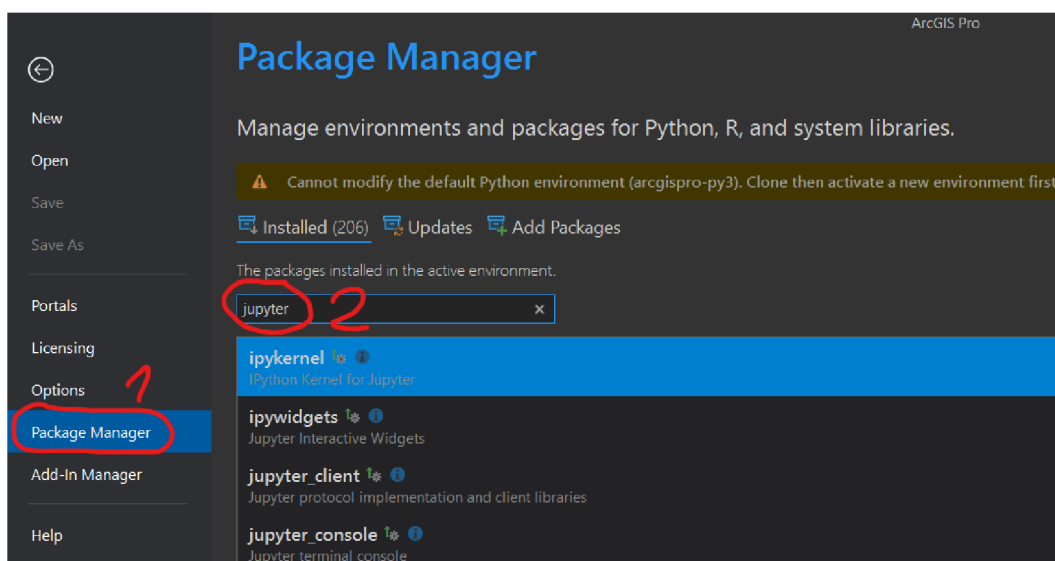 ArcGIS Pro
Package Manager
New
Manage environments and packages for Python, R, and system libraries.
Open
Cannot modify the default Python environment (arcgispro-py3). Clone then activate a new environment first
Save
Installed (206) Updates Add Packages
Save As
The packages installed in the active environment.
Portals
jupyter 2
Licensing
ipykernel
IPython Kernel for Jupyter
Options 1
ipywidgets
Package Manager
Jupyter Interactive Widgets
Add-In Manager
jupyter_client
Jupyter protocol implementation and client libraries
Help
jupyter_console
Jupyter terminal console